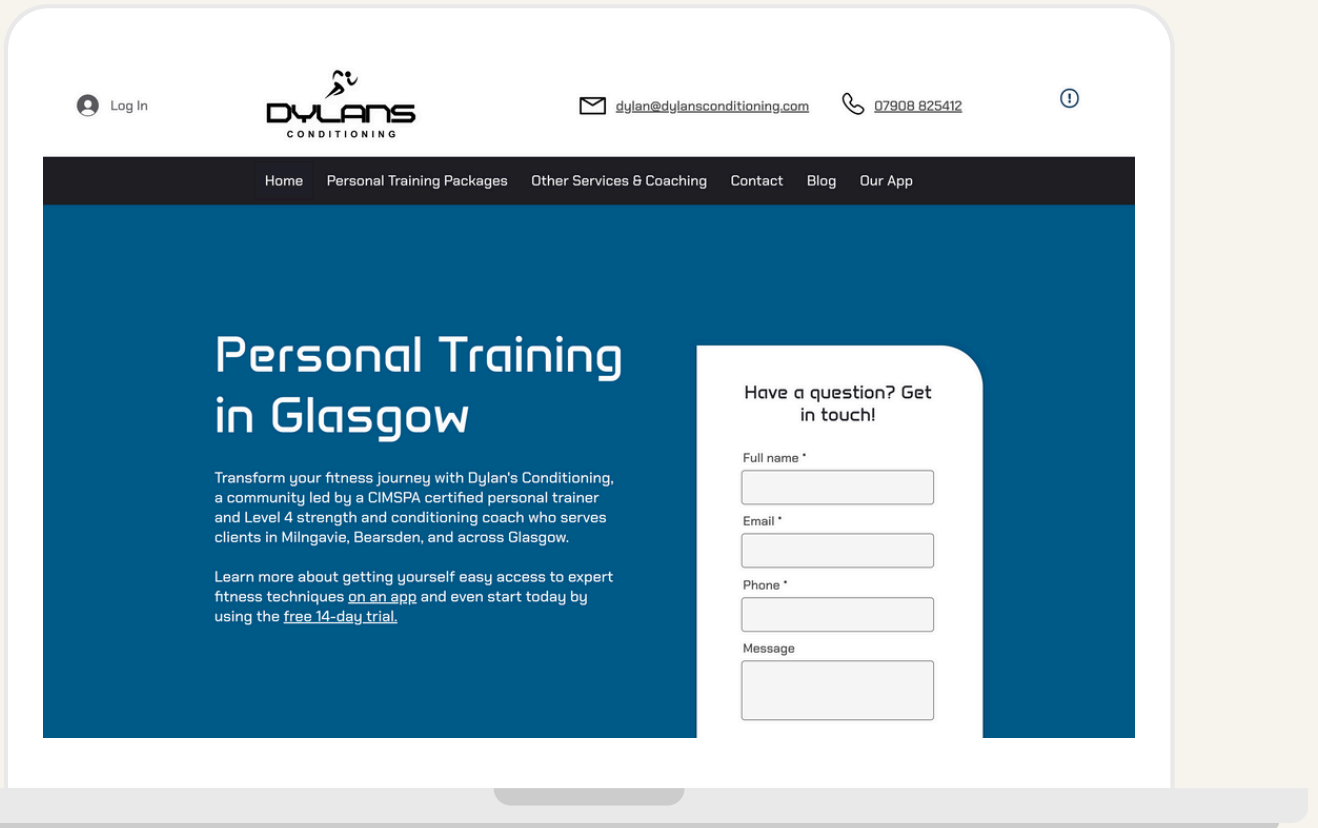 Log In
DYLANS
CONDITIONING
dylan@dylansconditioning.com
07908 825412
Home Personal Training Packages Other Services & Coaching Contact Blog Our App
Personal Training
in Glasgow
Transform your fitness journey with Dylan's Conditioning,
a community led by a CIMSPA certified personal trainer
and Level 4 strength and conditioning coach who serves
clients in Milngavie, Bearsden, and across Glasgow.
Learn more about getting yourself easy access to expert
fitness techniques on an app and even start today by
using the free 14-day trial.
Have a question? Get
in touch!
Full name *
Email *
Phone *
Message